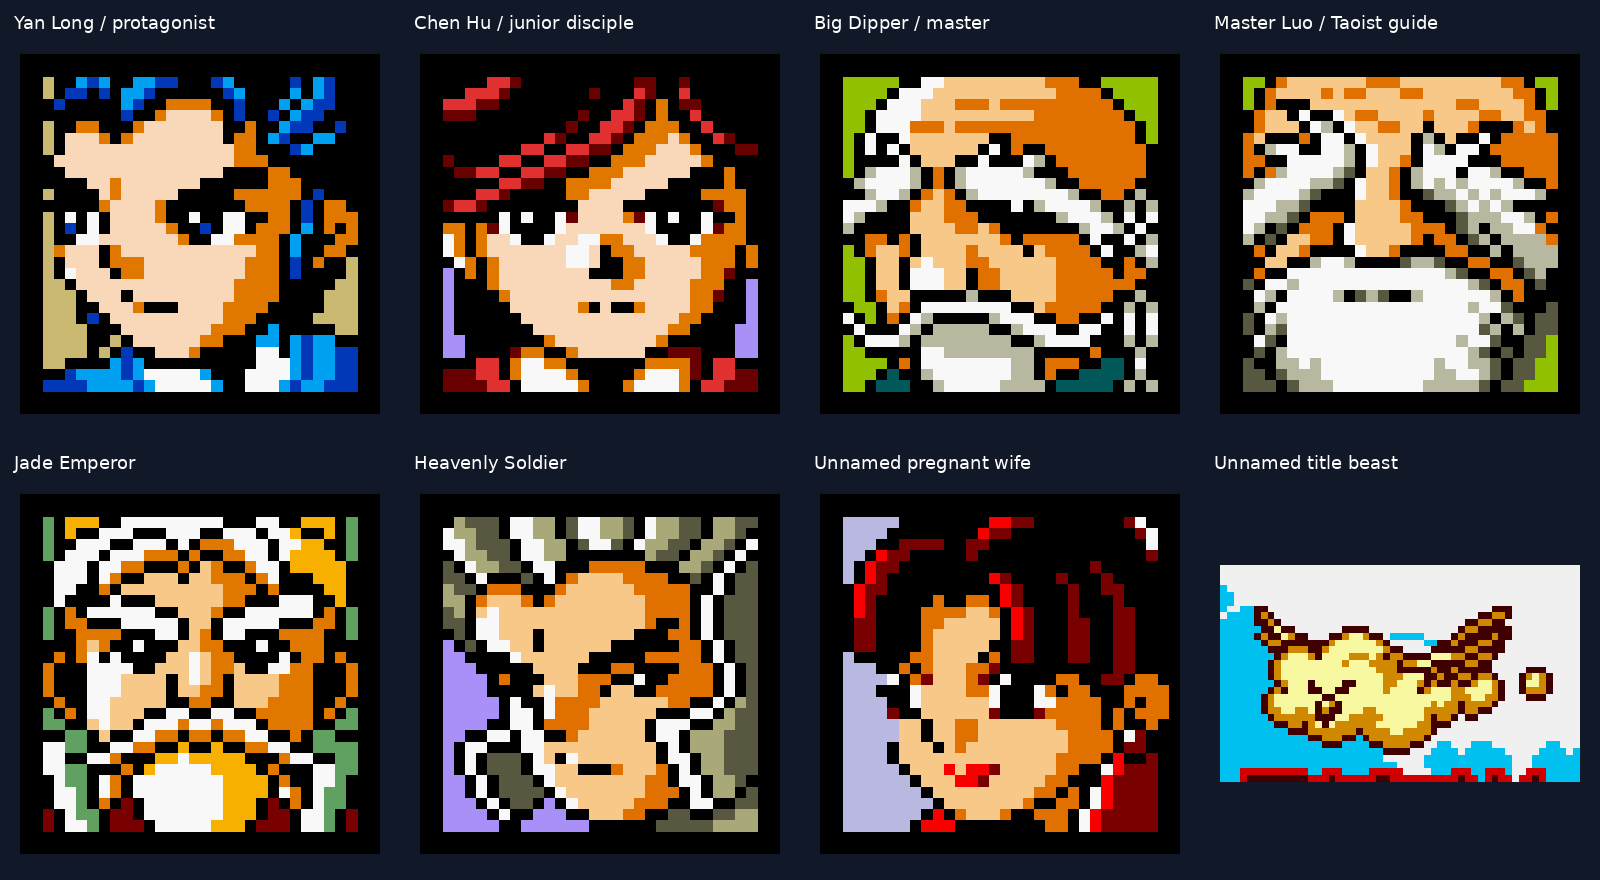 Yan Long / protagonist
Chen Hu / junior disciple
Big Dipper / master
Master Luo / Taoist guide
Jade Emperor
Heavenly Soldier
Unnamed pregnant wife
Unnamed title beast